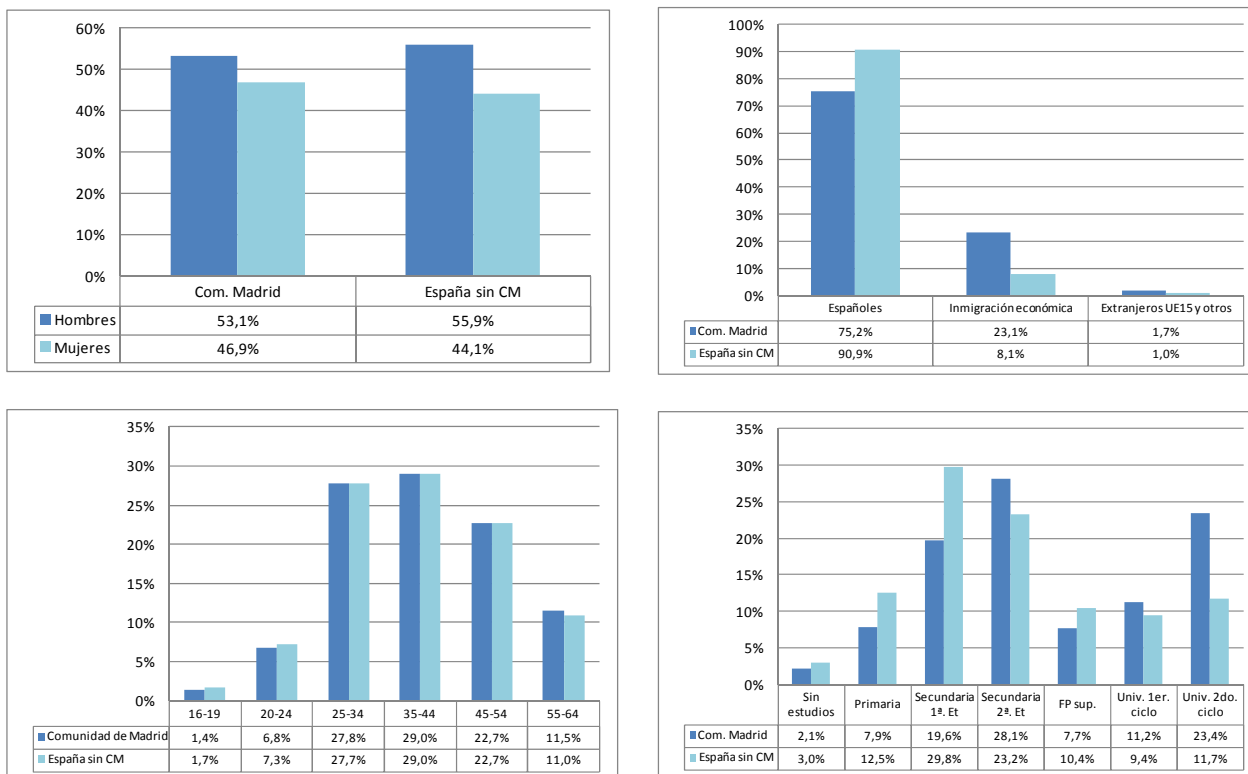 60%
50%
40%
30%
20%
10%
0%
Com. Madrid España sin CM
Hombres 53,1% 55,9%
Mujeres 46,9% 44,1%
100%
90%
80%
70%
60%
50%
40%
30%
20%
10%
0%
Españoles Inmigración económica Extranjeros UE15 y otros
Com. Madrid 75,2% 23,1% 1,7%
España sin CM 90,9% 8,1% 1,0%
35%
30%
25%
20%
15%
10%
5%
0%
16-19 20-24 25-34 35-44 45-54 55-64
Comunidad de Madrid 1,4% 6,8% 27,8% 29,0% 22,7% 11,5%
España sin CM 1,7% 7,3% 27,7% 29,0% 22,7% 11,0%
35%
30%
25%
20%
15%
10%
5%
0%
Sin Primaria Secundaria Secundaria FP sup. Univ. 1er. Univ. 2do.
estudios 1ª. Et 2ª. Et ciclo ciclo
Com. Madrid 2,1% 7,9% 19,6% 28,1% 7,7% 11,2% 23,4%
España sin CM 3,0% 12,5% 29,8% 23,2% 10,4% 9,4% 11,7%